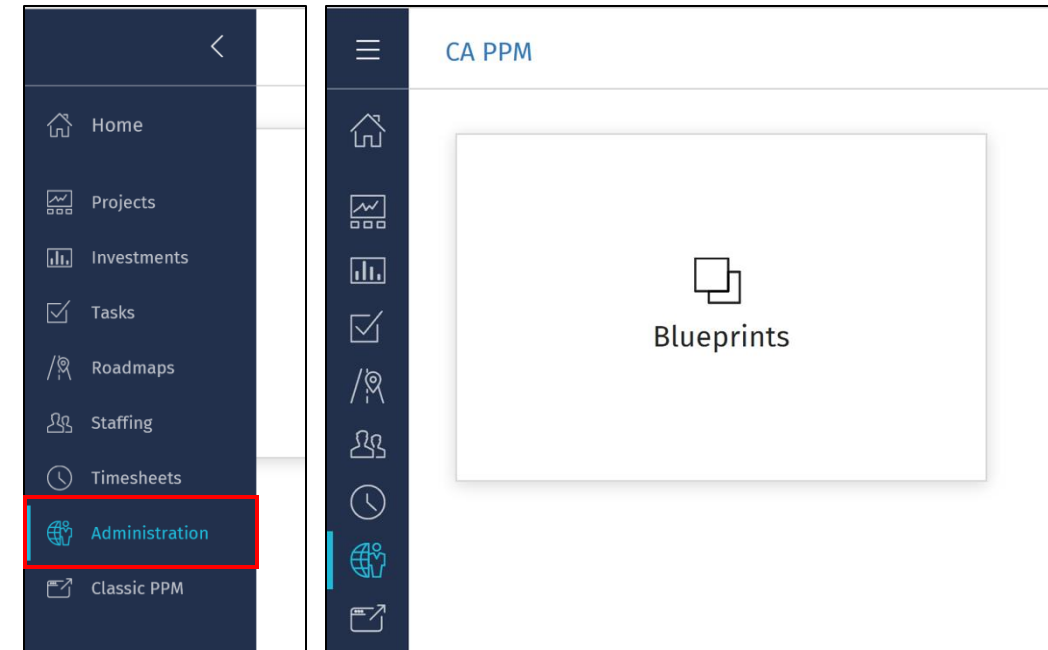 Home
Projects
Investments
Tasks
Roadmaps
Staffing
Timesheets
Administration
Classic PPM
CA PPM
Blueprints